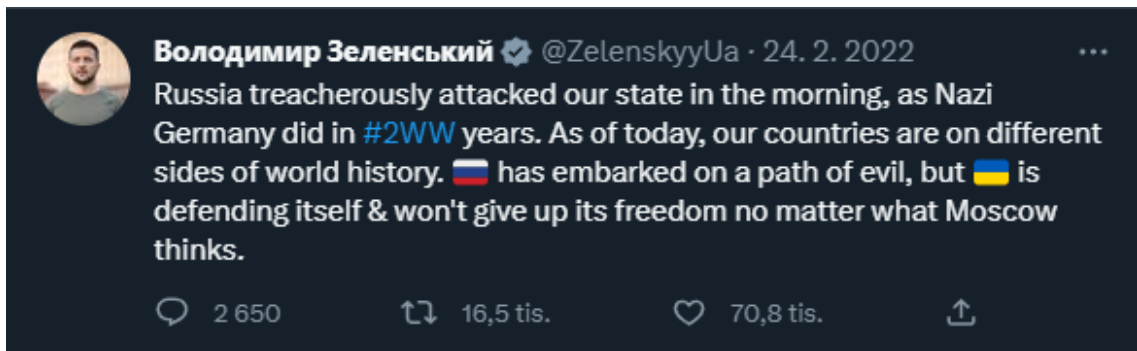 Володимир Зеленський @ZelenskyyUa · 24. 2. 2022
Russia treacherously attacked our state in the morning, as Nazi
Germany did in #2WW years. As of today, our countries are on different
sides of world history. 🇷🇺 has embarked on a path of evil, but 🇺🇦 is
defending itself & won't give up its freedom no matter what Moscow
thinks.
2 650 16,5 tis. 70,8 tis.